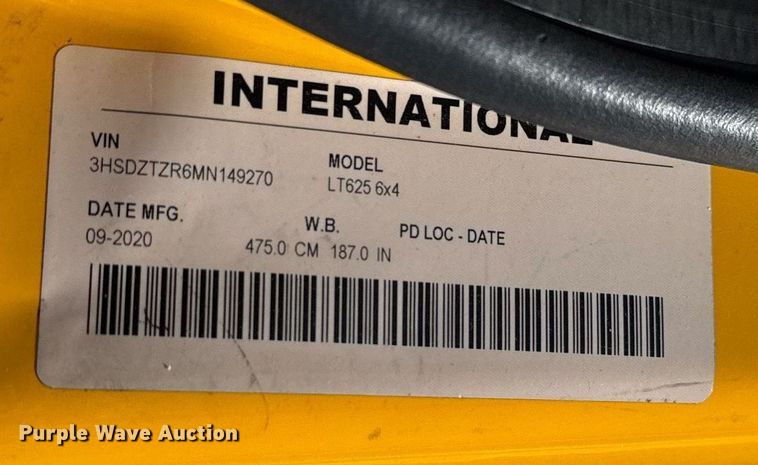 INTERNATIONAL
VIN
3HSDZTZR6MN149270
MODEL
LT625 6x4
DATE MFG.
09-2020
W.B.
475.0 CM 187.0 IN
PD LOC - DATE
Purple Wave Auction